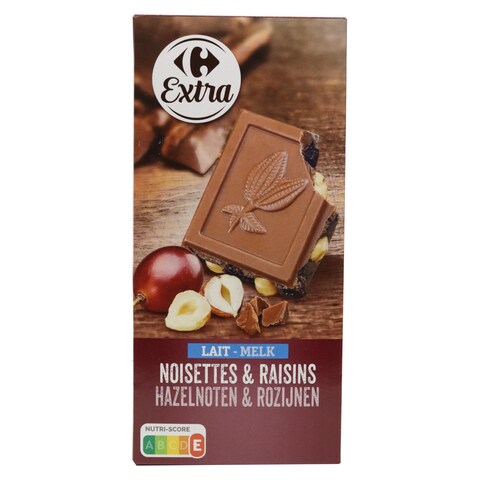 Extra
LAIT - MELK
NOISETTES & RAISINS
HAZELNOTEN & ROZIJNEN
NUTRI-SCORE
A B C D E